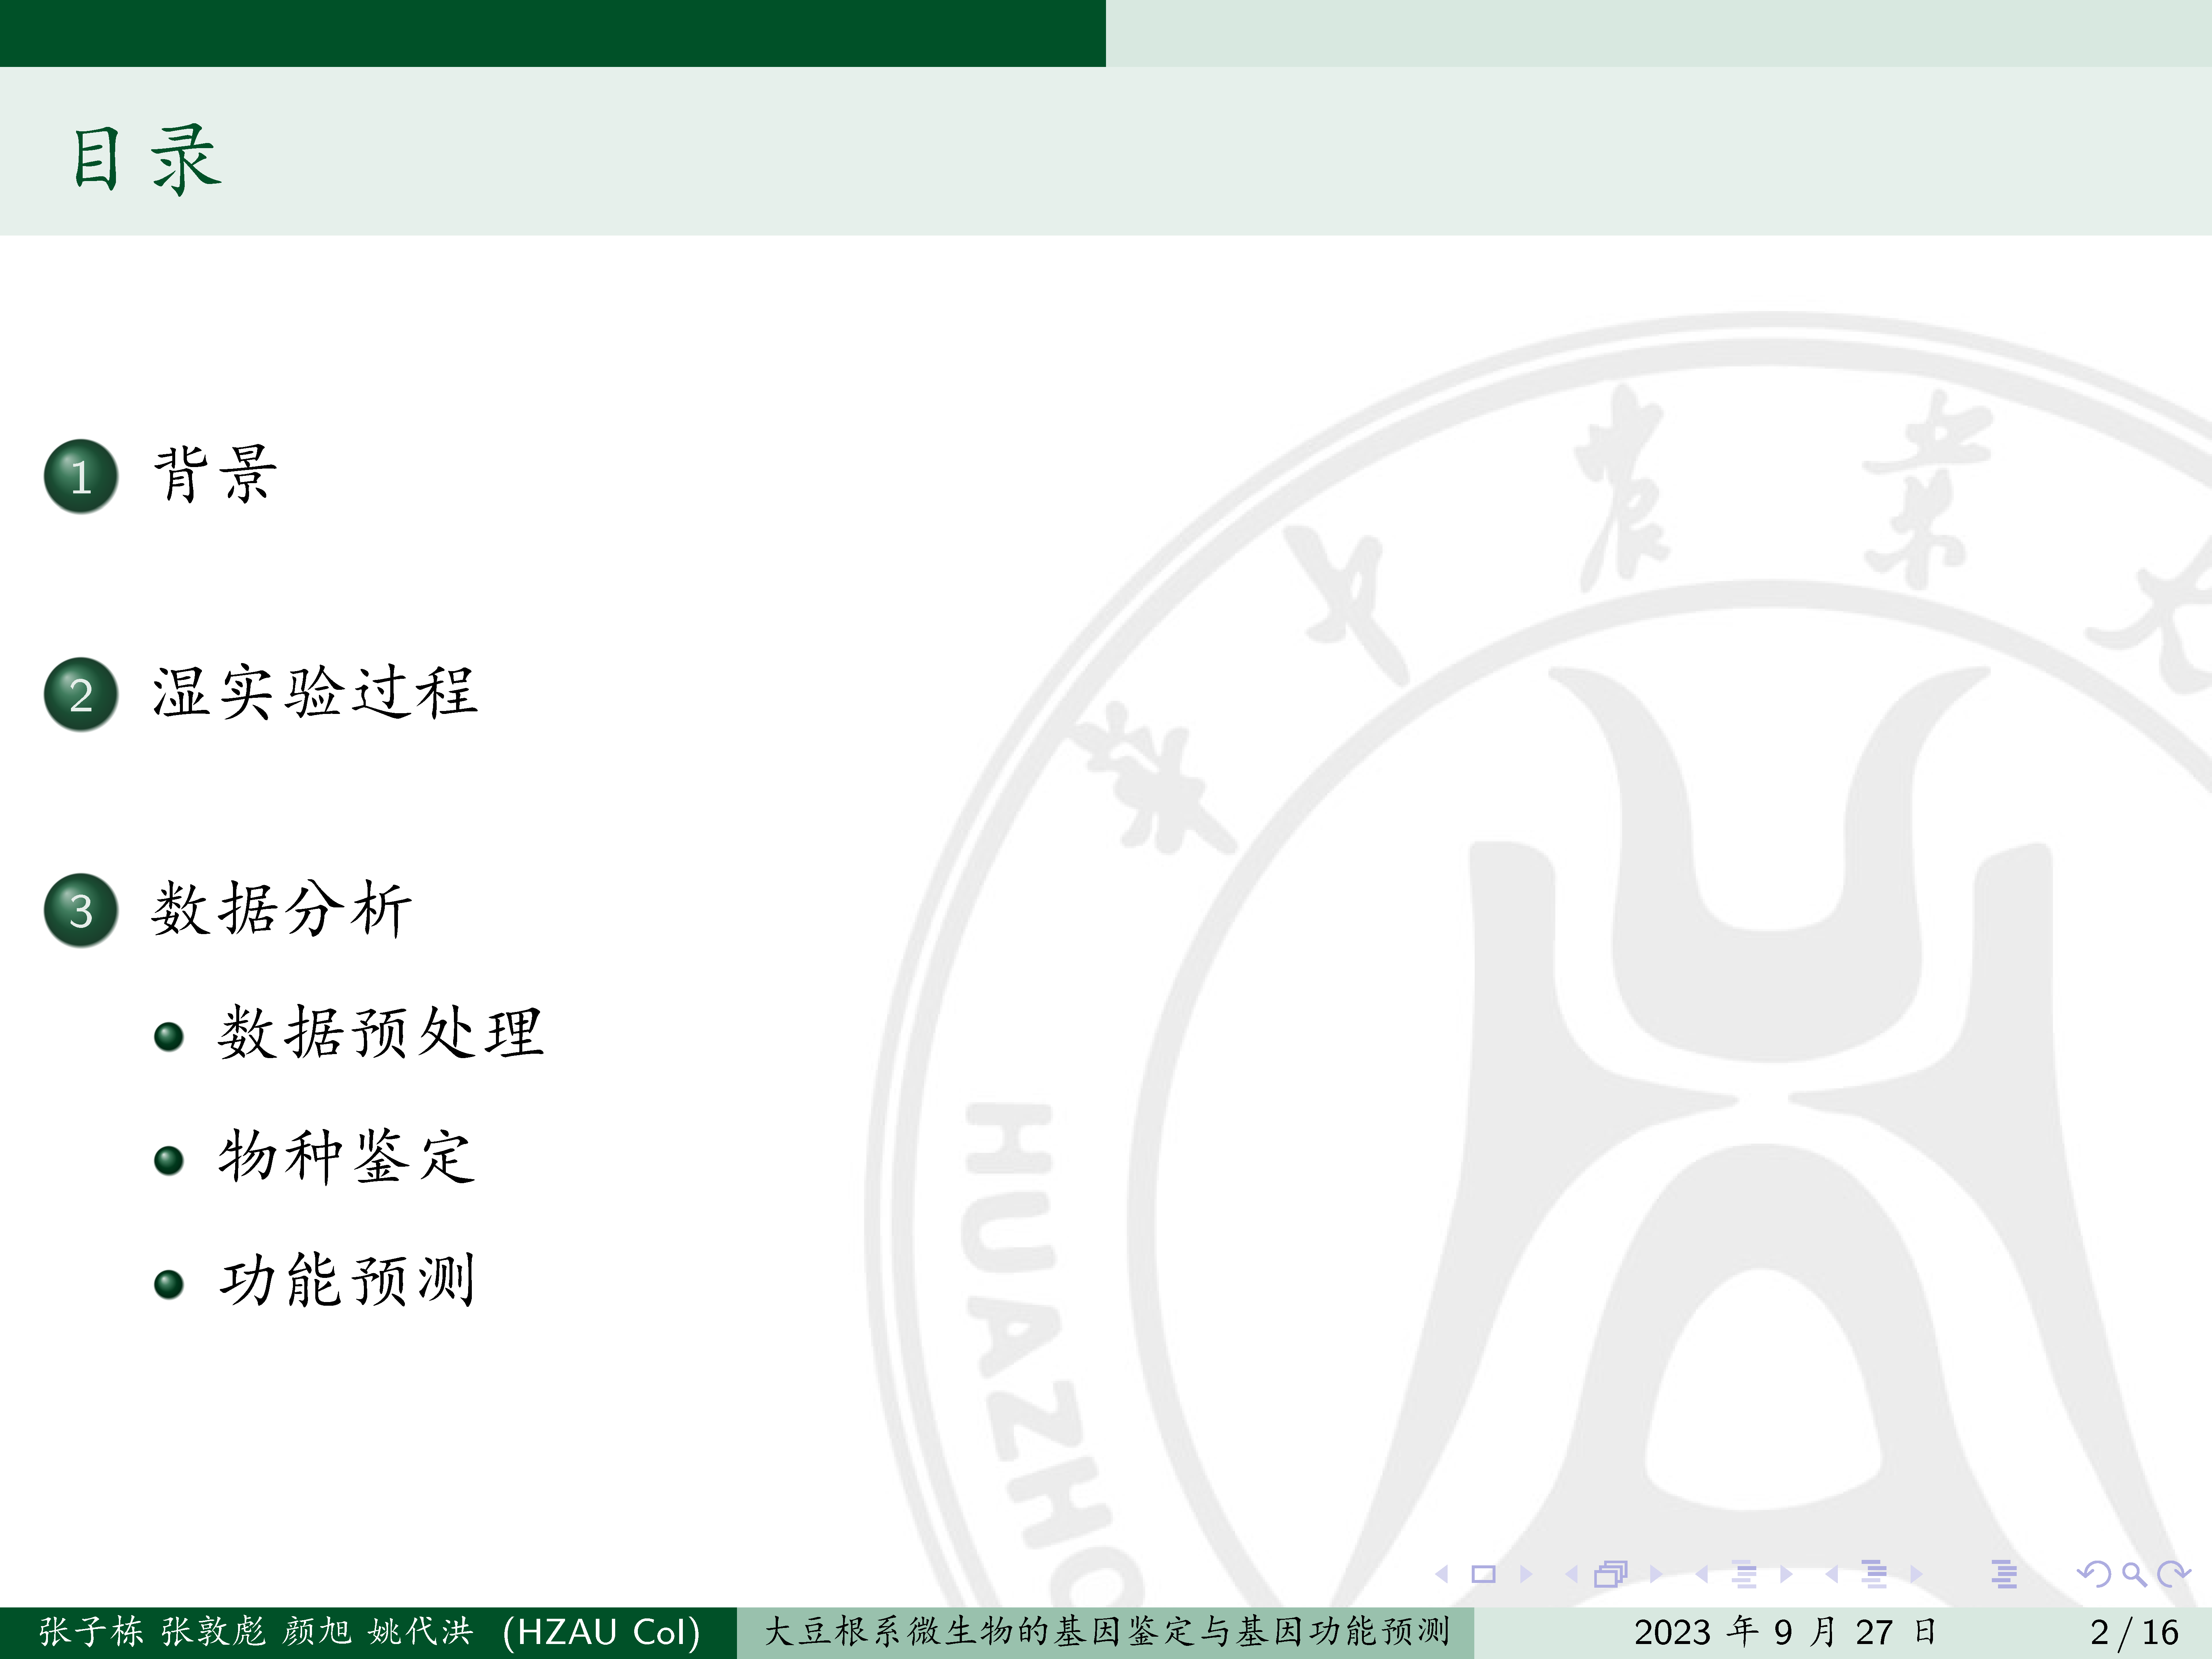 目录
1 背景
2 湿实验过程
3 数据分析
数据预处理
物种鉴定
功能预测
HUAZHO
张子栋 张敦彪 颜旭 姚代洪 (HZAU Col) 大豆根系微生物的基因鉴定与基因功能预测 2023 年 9 月 27 日 2 / 16